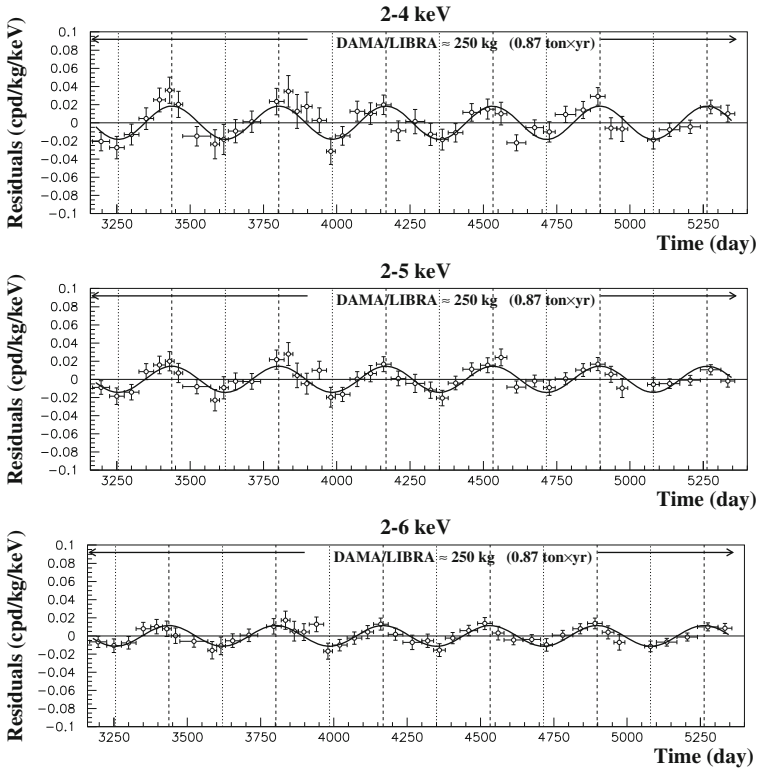 2-4 keV
Residuals (cpd/kg/keV)
DAMA/LIBRA ≈ 250 kg (0.87 ton×yr)
0.1
0.08
0.06
0.04
0.02
0
−0.02
−0.04
−0.06
−0.08
−0.1
3250 3500 3750 4000 4250 4500 4750 5000 5250
Time (day)
2-5 keV
Residuals (cpd/kg/keV)
DAMA/LIBRA ≈ 250 kg (0.87 ton×yr)
0.1
0.08
0.06
0.04
0.02
0
−0.02
−0.04
−0.06
−0.08
−0.1
3250 3500 3750 4000 4250 4500 4750 5000 5250
Time (day)
2-6 keV
Residuals (cpd/kg/keV)
DAMA/LIBRA ≈ 250 kg (0.87 ton×yr)
0.1
0.08
0.06
0.04
0.02
0
−0.02
−0.04
−0.06
−0.08
−0.1
3250 3500 3750 4000 4250 4500 4750 5000 5250
Time (day)